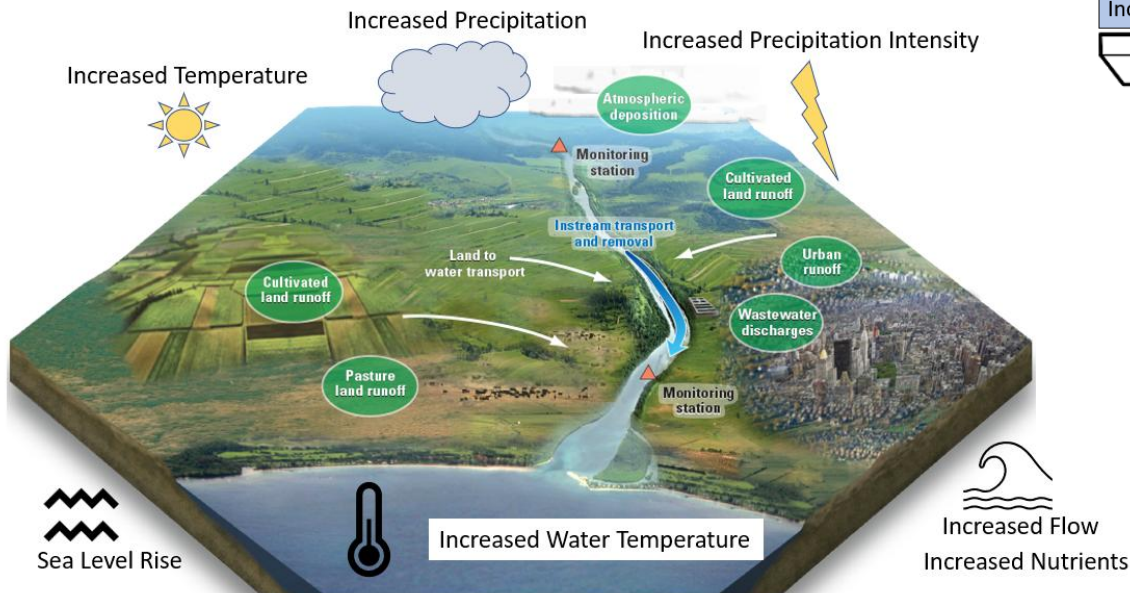 Increased Precipitation
Increased Precipitation Intensity
Increased Temperature
Atmospheric
deposition
Monitoring
station
Cultivated
land runoff
Instream transport
and removal
Land to
water transport
Urban
runoff
Cultivated
land runoff
Wastewater
discharges
Pasture
land runoff
Monitoring
station
Sea Level Rise
Increased Water Temperature
Increased Flow
Increased Nutrients